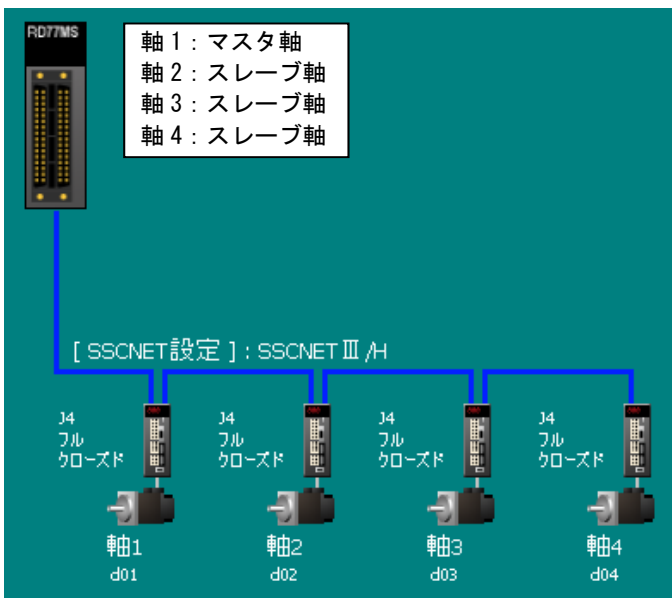 RD77MS
軸1:マスタ軸
軸2:スレーブ軸
軸3:スレーブ軸
軸4:スレーブ軸
[ SSCNET設定 ] : SSCNETⅢ/H
J4
フル
クローズド
J4
フル
クローズド
J4
フル
クローズド
J4
フル
クローズド
軸1
軸2
軸3
軸4
d01
d02
d03
d04